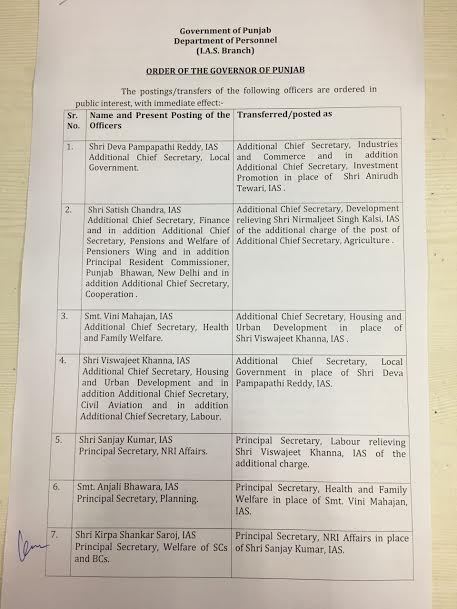 Government of Punjab
Department of Personnel
(I.A.S. Branch)
ORDER OF THE GOVERNOR OF PUNJAB
The postings/transfers of the following officers are ordered in
public interest, with immediate effect:-
Sr. No.
Name and Present Posting of the
Officers
Transferred/posted as
1.
Shri Deva Pampapathi Reddy, IAS
Additional Chief Secretary, Local
Government.
Additional Chief Secretary, Industries
and Commerce and in addition
Additional Chief Secretary, Investment
Promotion in place of Shri Anirudh
Tewari, IAS .
2.
Shri Satish Chandra, IAS
Additional Chief Secretary, Finance
and in addition Additional Chief
Secretary, Pensions and Welfare of
Pensioners Wing and in addition
Principal Resident Commissioner,
Punjab Bhawan, New Delhi and in
addition Additional Chief Secretary,
Cooperation .
Additional Chief Secretary, Development
relieving Shri Nirmaljeet Singh Kalsi, IAS
of the additional charge of the post of
Additional Chief Secretary, Agriculture .
3.
Smt. Vini Mahajan, IAS
Additional Chief Secretary, Health
and Family Welfare.
Additional Chief Secretary, Housing and
Urban Development in place of
Shri Viswajeet Khanna, IAS .
4.
Shri Viswajeet Khanna, IAS
Additional Chief Secretary, Housing
and Urban Development and in
addition Additional Chief Secretary,
Civil Aviation and in addition
Additional Chief Secretary, Labour.
Additional Chief Secretary, Local
Government in place of Shri Deva
Pampapathi Reddy, IAS.
5.
Shri Sanjay Kumar, IAS
Principal Secretary, NRI Affairs.
Principal Secretary, Labour relieving
Shri Viswajeet Khanna, IAS of the
additional charge.
6.
Smt. Anjali Bhawara, IAS
Principal Secretary, Planning.
Principal Secretary, Health and Family
Welfare in place of Smt. Vini Mahajan,
IAS.
7.
Shri Kirpa Shankar Saroj, IAS
Principal Secretary, Welfare of SCs
and BCs.
Principal Secretary, NRI Affairs in place
of Shri Sanjay Kumar, IAS.